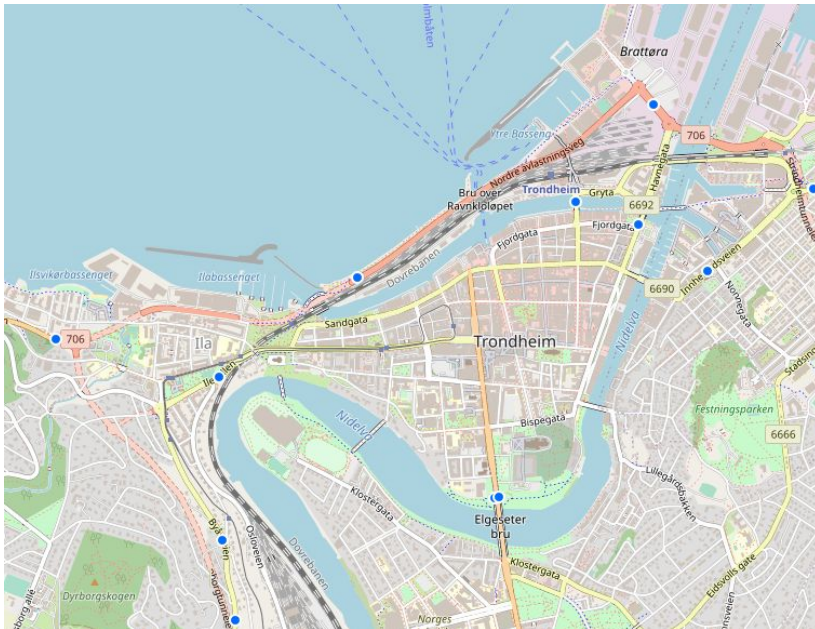 Brattøra
Ytre Basseng
706
Nordre avlastningsveg
Havnegata
Bru over
Ravnkloløpet
Trondheim
Gryta
6692
Fjordgata
Fjordgata
Ilsvikørbassenget
Ilabassenget
Dovrebanen
6690
Nonnegata
Sandgata
Nidelva
706
Ila
Trondheim
Stadsing
Festningsparken
Nidelva
Bispegata
6666
Lillegårdsbakken
Klostergata
Elgeseter
bru
Osloveien
Dovrebanen
Klostergata
Eidsvolls gate
Dyrborgskogen
Norges